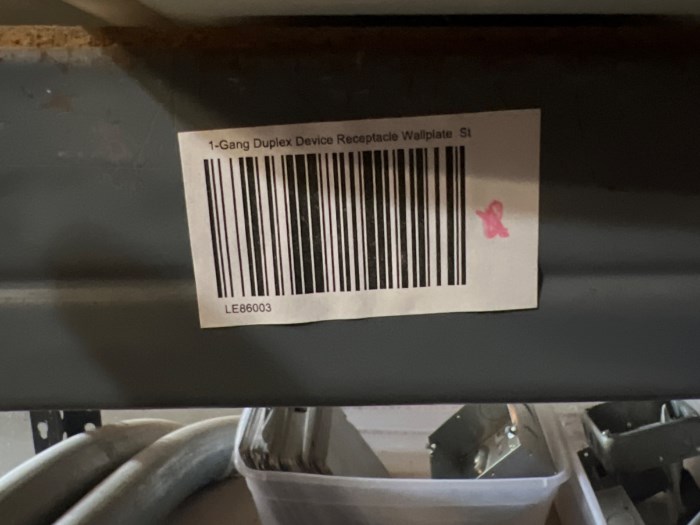 1-Gang Duplex Device Receptacle Wallplate St
LE86003